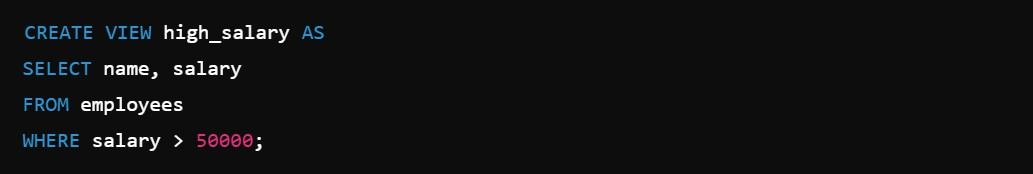 CREATE VIEW high_salary AS
SELECT name, salary
FROM employees
WHERE salary > 50000;